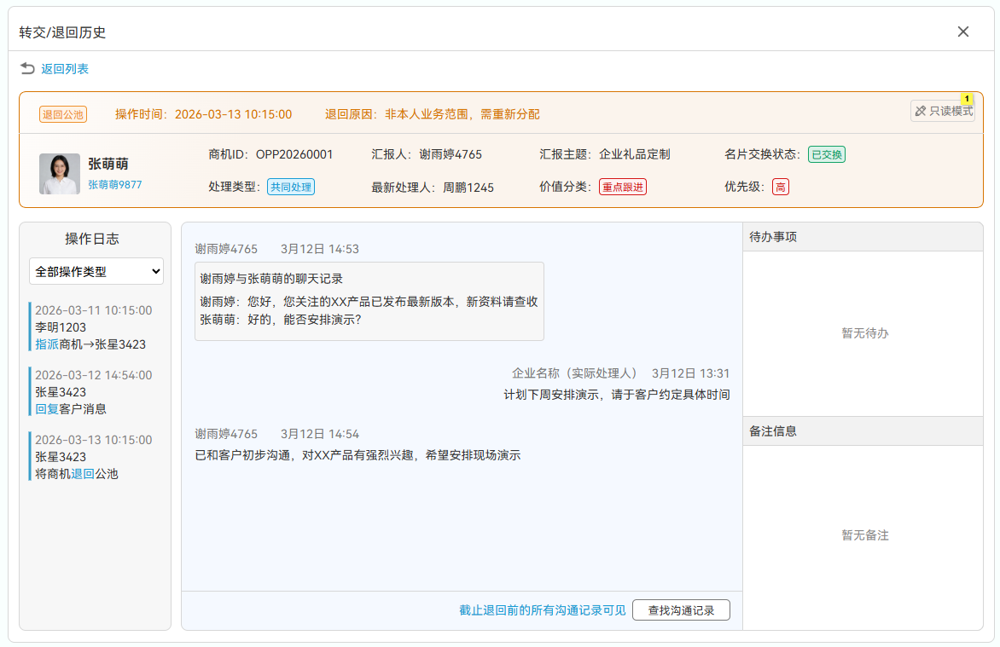 转交/退回历史
返回列表
退回公池 操作时间：2026-03-13 10:15:00 退回原因：非本人业务范围，需重新分配
1
只读模式
张萌萌
张萌萌9877
商机ID：OPP20260001 汇报人：谢雨婷4765 汇报主题：企业礼品定制 名片交换状态：已交换
处理类型：共同处理 最新处理人：周鹏1245 价值分类：重点跟进 优先级：高
操作日志
全部操作类型
2026-03-11 10:15:00
李明1203
指派商机→张星3423
2026-03-12 14:54:00
张星3423
回复客户消息
2026-03-13 10:15:00
张星3423
将商机退回公池
谢雨婷4765 3月12日 14:53
谢雨婷与张萌萌的聊天记录
谢雨婷：您好，您关注的XX产品已发布最新版本，新资料请查收
张萌萌：好的，能否安排演示？
企业名称（实际处理人） 3月12日 13:31
计划下周安排演示，请于客户约定具体时间
谢雨婷4765 3月12日 14:54
已和客户初步沟通，对XX产品有强烈兴趣，希望安排现场演示
截止退回前的所有沟通记录可见 查找沟通记录
待办事项
暂无待办
备注信息
暂无备注